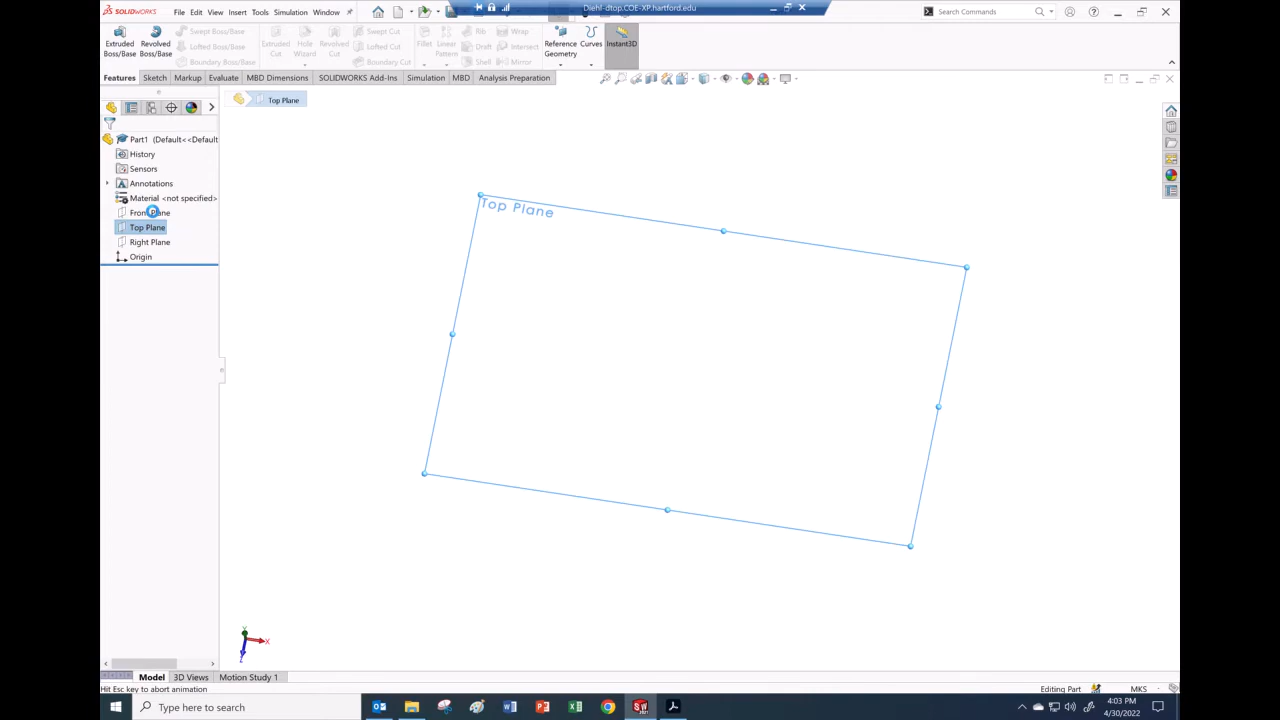 Diehl-dtop.COE-XP.hartford.edu
SOLIDWORKS File Edit View Insert Tools Simulation Window Search Commands
Extruded Boss/Base
Revolved Boss/Base
Swept Boss/Base
Lofted Boss/Base
Boundary Boss/Base
Extruded Cut
Hole Wizard
Revolved Cut
Swept Cut
Lofted Cut
Boundary Cut
Fillet
Linear Pattern
Rib
Draft
Shell
Wrap
Intersect
Mirror
Reference Geometry
Curves
Instant3D
Features Sketch Markup Evaluate MBD Dimensions SOLIDWORKS Add-Ins Simulation MBD Analysis Preparation
Top Plane
Part1 (Default<<Default
History
Sensors
Annotations
Material <not specified>
Front Plane
Top Plane
Right Plane
Origin
Top Plane
Y
X
Z
Model 3D Views Motion Study 1
Hit Esc key to abort animation Editing Part MKS
Type here to search
4:03 PM
4/30/2022